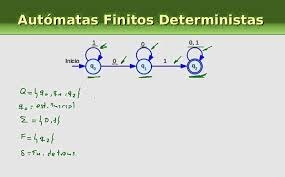 Autómatas Finitos Deterministas
1 0 0, 1
Inicio q₀ 0 q₁ 1 q₂
Q = {q₀, q₁, q₂}
q₀ = est. inicial
Σ = {0,1}
F = {q₂}
δ = Fn. de trans.